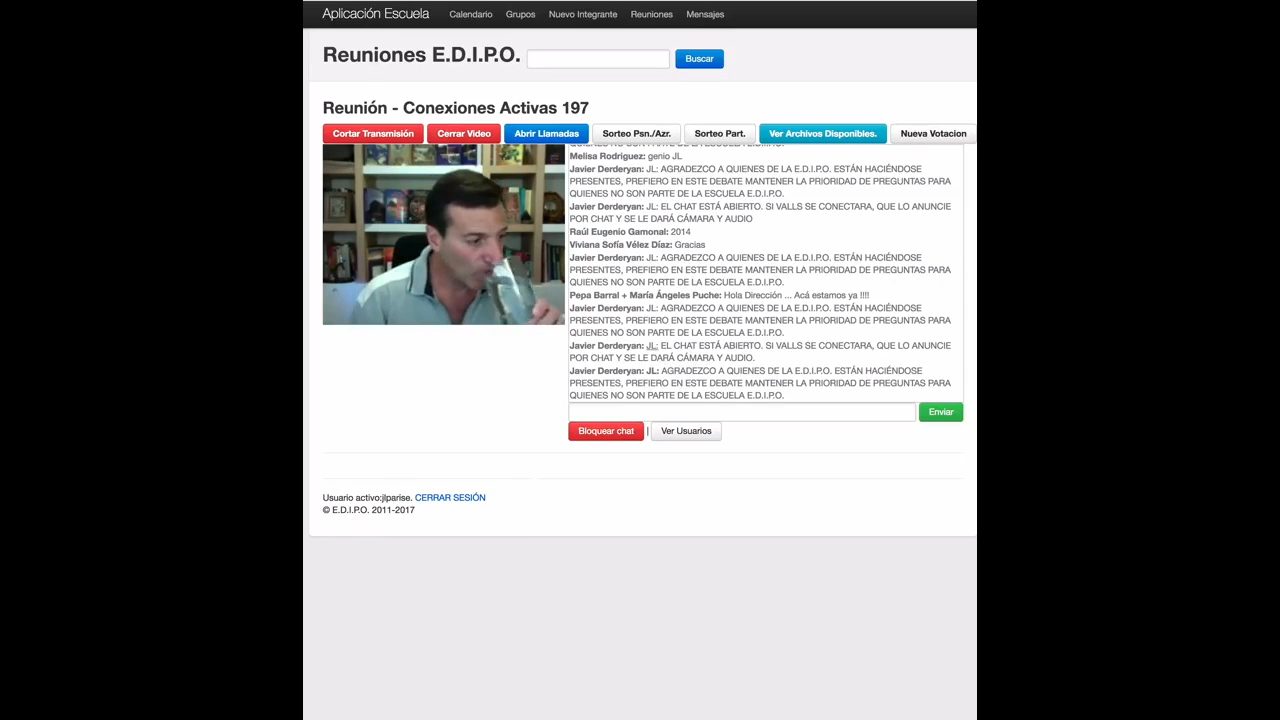 Aplicación Escuela
Calendario
Grupos
Nuevo Integrante
Reuniones
Mensajes
Reuniones E.D.I.P.O.
Buscar
Reunión - Conexiones Activas 197
Cortar Transmisión
Cerrar Video
Abrir Llamadas
Sorteo Psn./Azr.
Sorteo Part.
Ver Archivos Disponibles.
Nueva Votacion
QUIENES NO SON PARTE DE LA ESCUELA E.D.I.P.O.
Melisa Rodriguez: genio JL
Javier Derderyan: JL: AGRADEZCO A QUIENES DE LA E.D.I.P.O. ESTÁN HACIÉNDOSE
PRESENTES, PREFIERO EN ESTE DEBATE MANTENER LA PRIORIDAD DE PREGUNTAS PARA
QUIENES NO SON PARTE DE LA ESCUELA E.D.I.P.O.
Javier Derderyan: JL: EL CHAT ESTÁ ABIERTO. SI VALLS SE CONECTARA, QUE LO ANUNCIE
POR CHAT Y SE LE DARÁ CÁMARA Y AUDIO
Raúl Eugenio Gamonal: 2014
Viviana Sofía Vélez Díaz: Gracias
Javier Derderyan: JL: AGRADEZCO A QUIENES DE LA E.D.I.P.O. ESTÁN HACIÉNDOSE
PRESENTES, PREFIERO EN ESTE DEBATE MANTENER LA PRIORIDAD DE PREGUNTAS PARA
QUIENES NO SON PARTE DE LA ESCUELA E.D.I.P.O.
Pepa Barral + María Ángeles Puche: Hola Dirección ... Acá estamos ya !!!!
Javier Derderyan: JL: AGRADEZCO A QUIENES DE LA E.D.I.P.O. ESTÁN HACIÉNDOSE
PRESENTES, PREFIERO EN ESTE DEBATE MANTENER LA PRIORIDAD DE PREGUNTAS PARA
QUIENES NO SON PARTE DE LA ESCUELA E.D.I.P.O.
Javier Derderyan: JL: EL CHAT ESTÁ ABIERTO. SI VALLS SE CONECTARA, QUE LO ANUNCIE
POR CHAT Y SE LE DARÁ CÁMARA Y AUDIO.
Javier Derderyan: JL: AGRADEZCO A QUIENES DE LA E.D.I.P.O. ESTÁN HACIÉNDOSE
PRESENTES, PREFIERO EN ESTE DEBATE MANTENER LA PRIORIDAD DE PREGUNTAS PARA
QUIENES NO SON PARTE DE LA ESCUELA E.D.I.P.O.
Enviar
Bloquear chat | Ver Usuarios
Usuario activo:jlparise. CERRAR SESIÓN
© E.D.I.P.O. 2011-2017